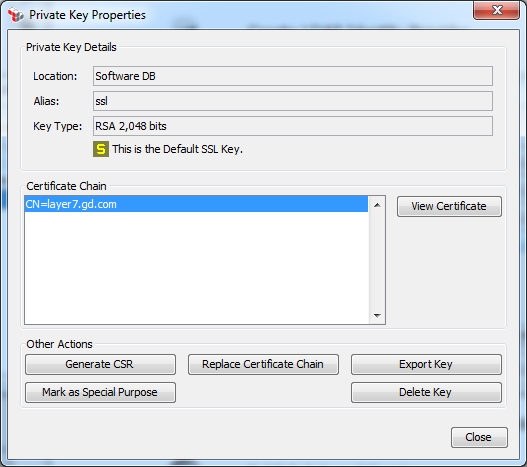 Private Key Properties
Private Key Details
Location: Software DB
Alias: ssl
Key Type: RSA 2,048 bits
S This is the Default SSL Key.
Certificate Chain
CN=layer7.gd.com
View Certificate
Other Actions
Generate CSR Replace Certificate Chain Export Key
Mark as Special Purpose Delete Key
Close